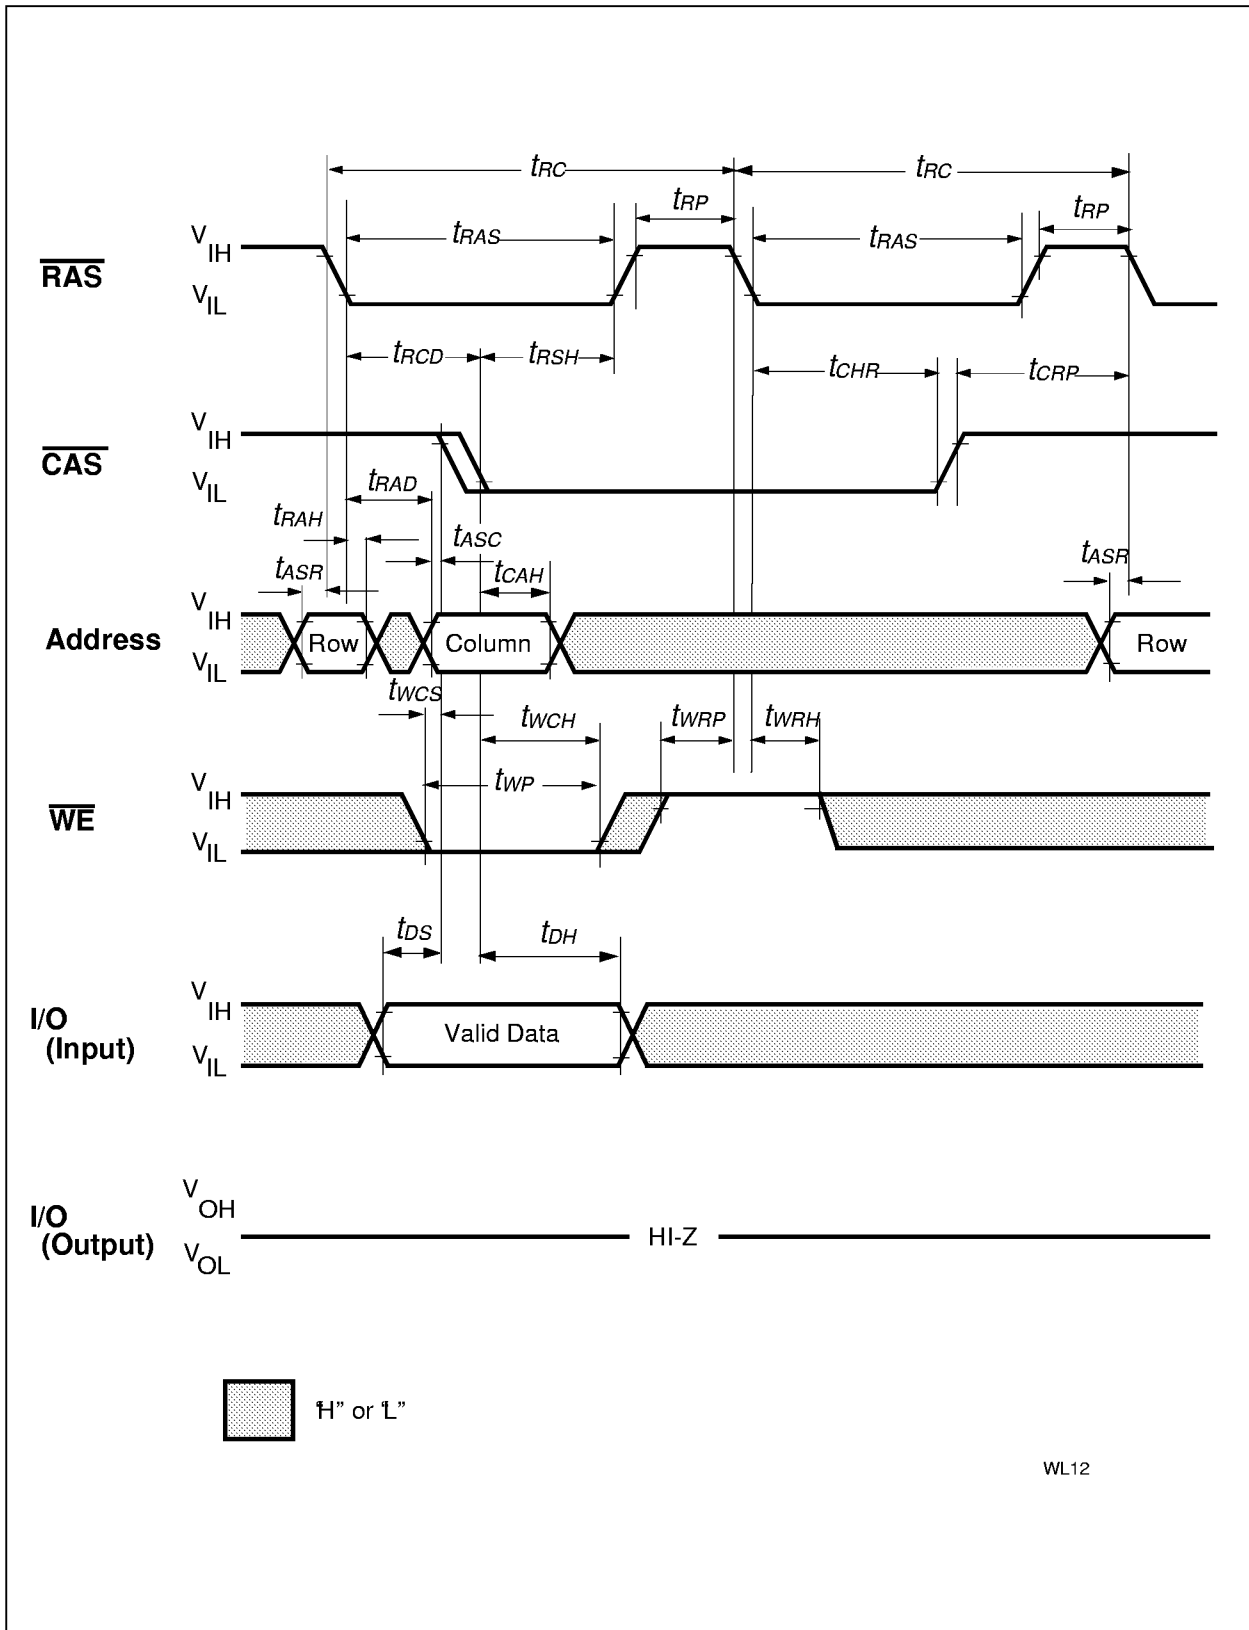 tRC tRC
tRP tRP
tRAS tRAS
RAS VIH
VIL
tRCD tRSH tCHR tCRP
CAS VIH
VIL
tRAD
tRAH tASC
tASR tCAH tASR
Address VIH
VIL
Row Column Row
tWCS tWCH tWRP tWRH
tWP
WE VIH
VIL
tDS tDH
I/O
(Input)
VIH
VIL
Valid Data
I/O
(Output)
VOH
VOL
HI-Z
“H” or “L”
WL12